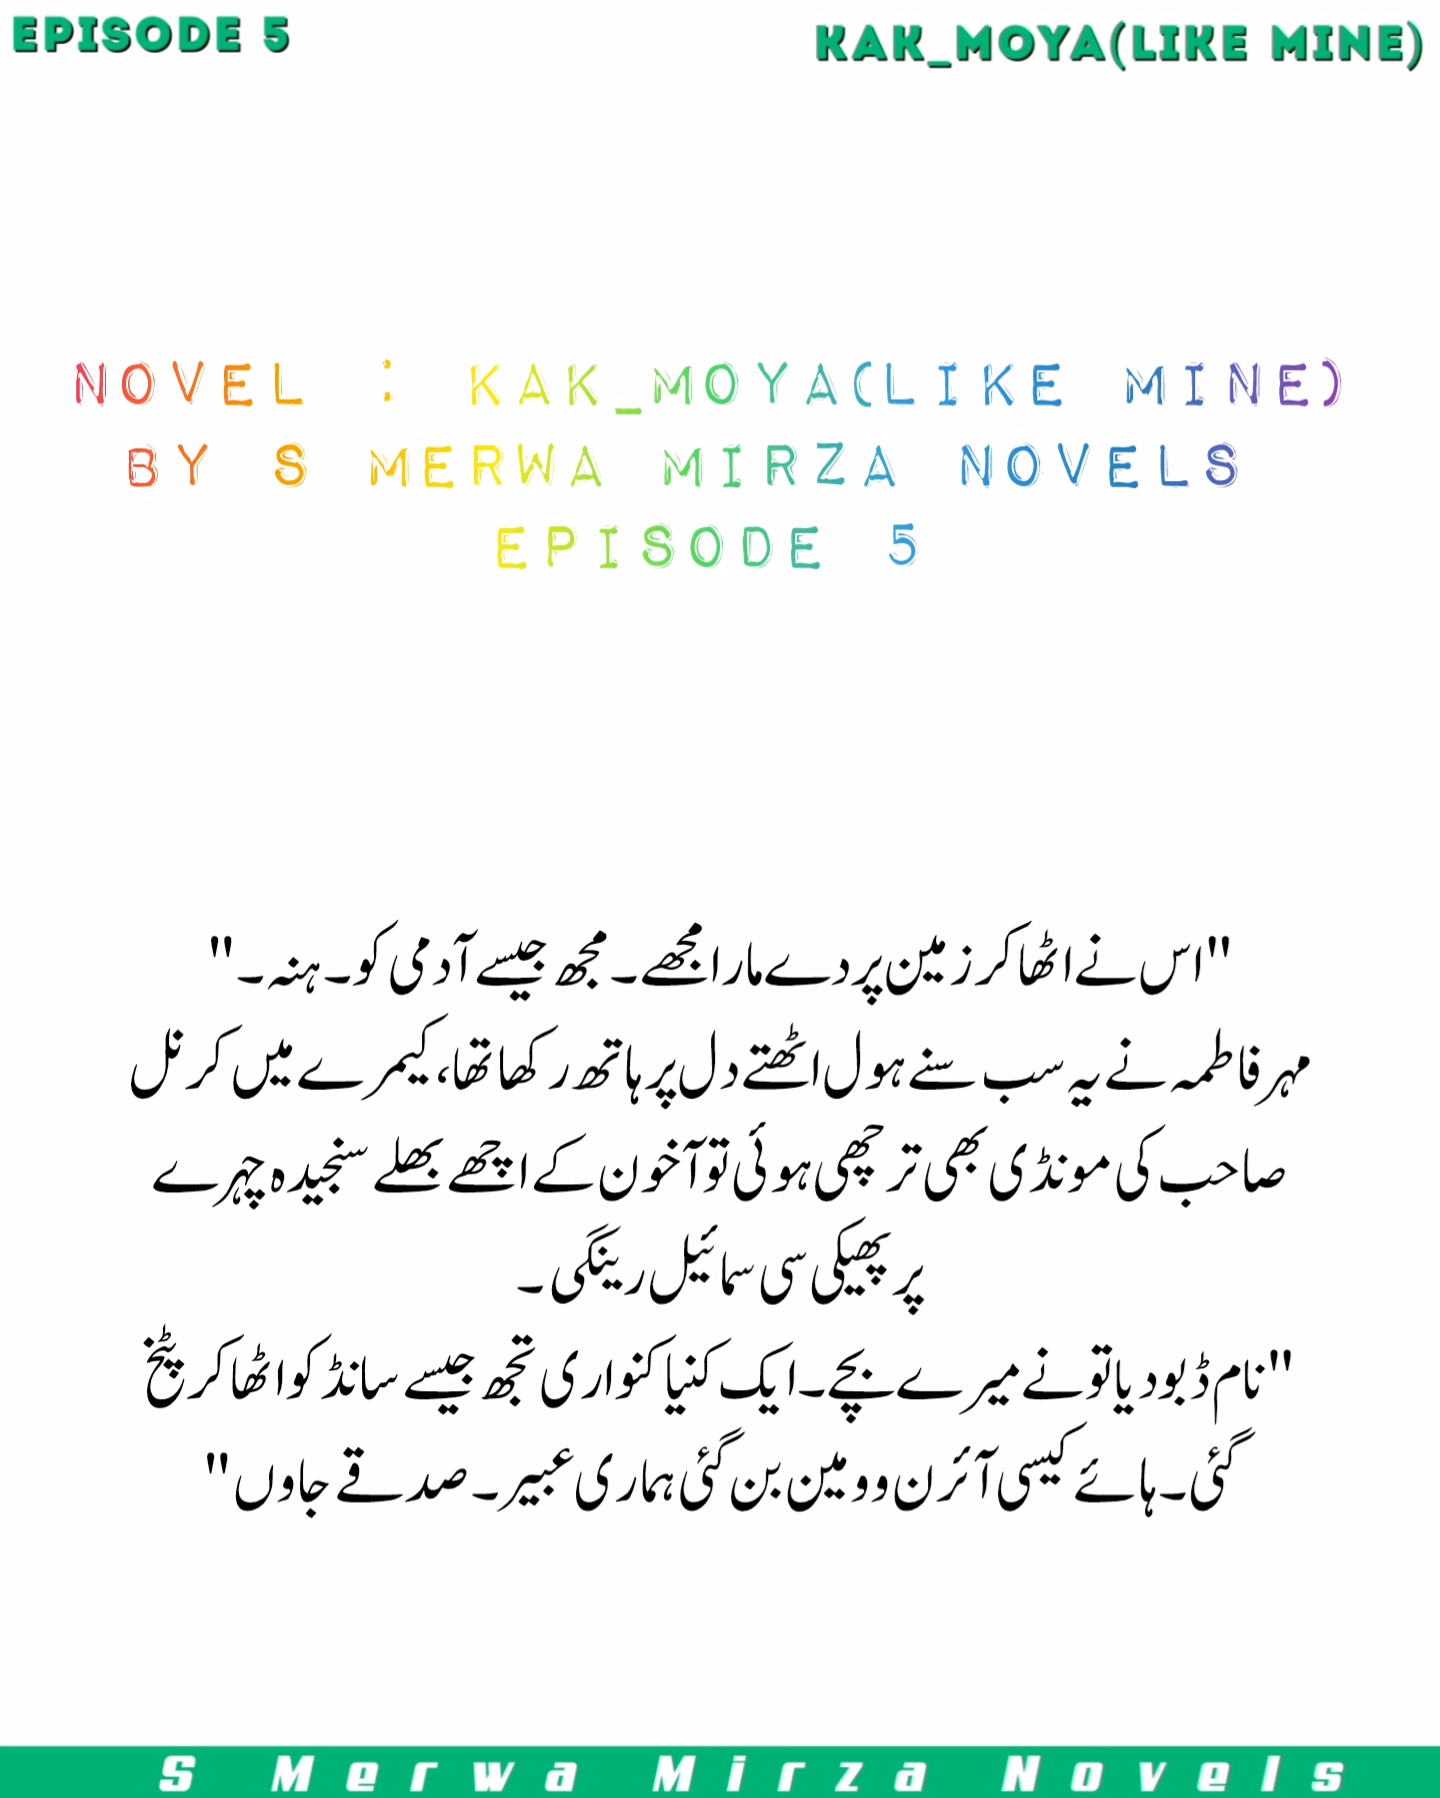 EPISODE 5
KAK_MOYA(LIKE MINE)
NOVEL : KAK_MOYA(LIKE MINE)
BY S MERWA MIRZA NOVELS
EPISODE 5
"اس نے اٹھا کر زمین پر دے مارا مجھے۔ مجھ جیسے آدمی کو۔ ہنہ۔"
مہر فاطمہ نے یہ سب سنے ہول اٹھتے دل پر ہاتھ رکھا تھا، کیمرے میں کرنل
صاحب کی مونڈی بھی ترچھی ہوئی تو آخون کے اچھے بھلے سنجیدہ چہرے
پر پھیکی سی سمائیل رینگی۔
"نام ڈبو دیا تو نے میرے بچے۔ ایک کنیا کنواری تجھ جیسے سانڈ کو اٹھا کر پٹخ
گئی۔ ہائے کیسی آئرن وومین بن گئی ہماری عبیر۔ صدقے جاوں"
S Merwa Mirza Novels